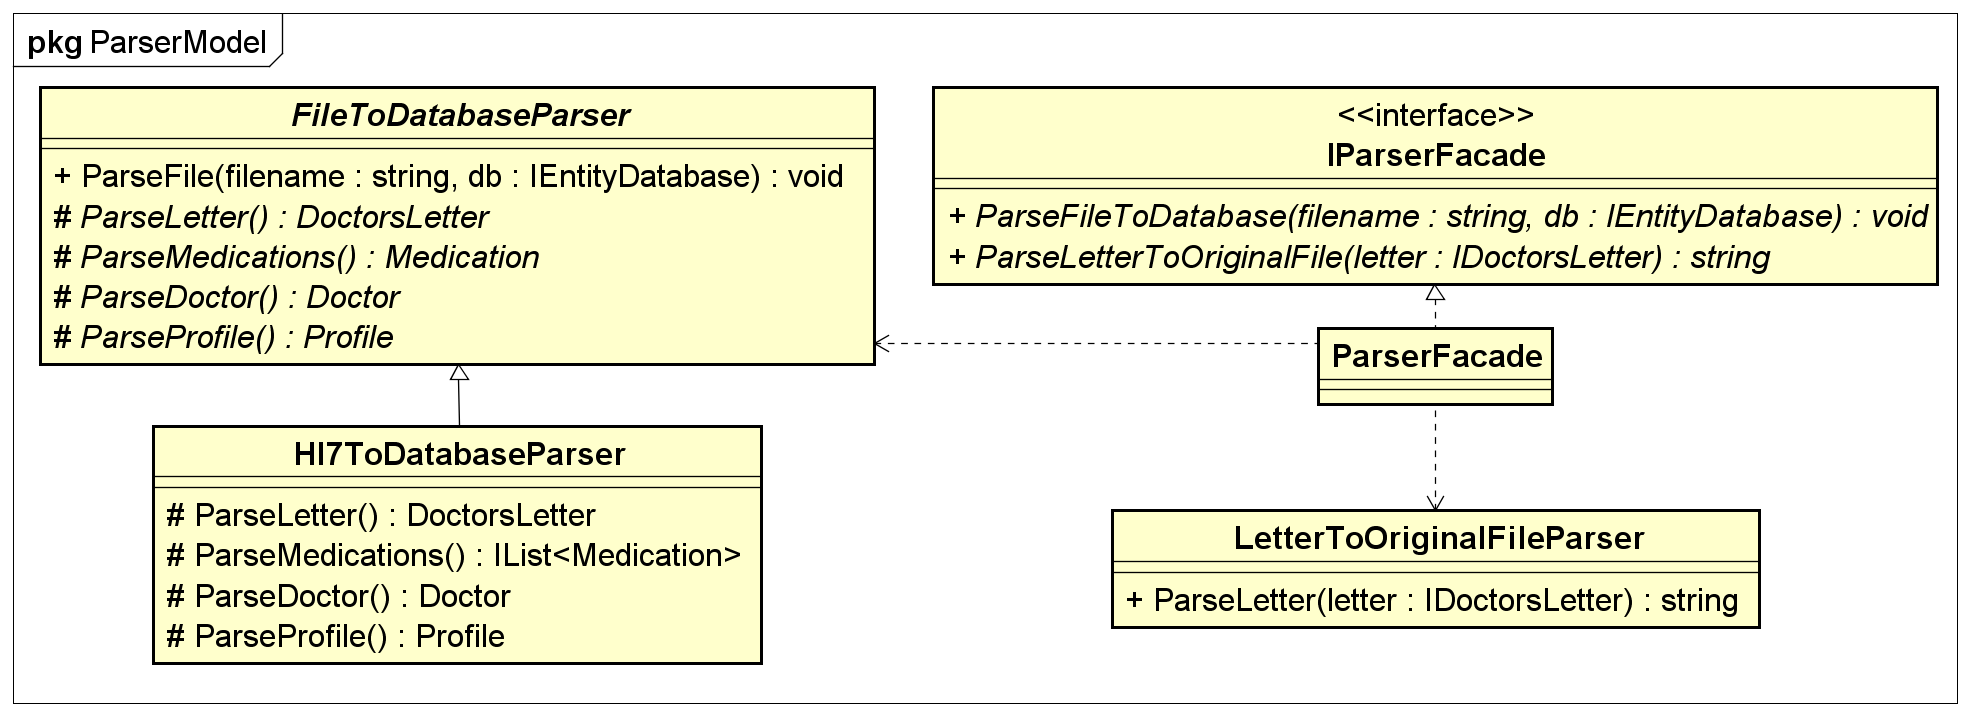 pkg ParserModel
FileToDatabaseParser
+ ParseFile(filename : string, db : IEntityDatabase) : void
# ParseLetter() : DoctorsLetter
# ParseMedications() : Medication
# ParseDoctor() : Doctor
# ParseProfile() : Profile
<<interface>>
IParserFacade
+ ParseFileToDatabase(filename : string, db : IEntityDatabase) : void
+ ParseLetterToOriginalFile(letter : IDoctorsLetter) : string
ParserFacade
Hl7ToDatabaseParser
# ParseLetter() : DoctorsLetter
# ParseMedications() : IList<Medication>
# ParseDoctor() : Doctor
# ParseProfile() : Profile
LetterToOriginalFileParser
+ ParseLetter(letter : IDoctorsLetter) : string